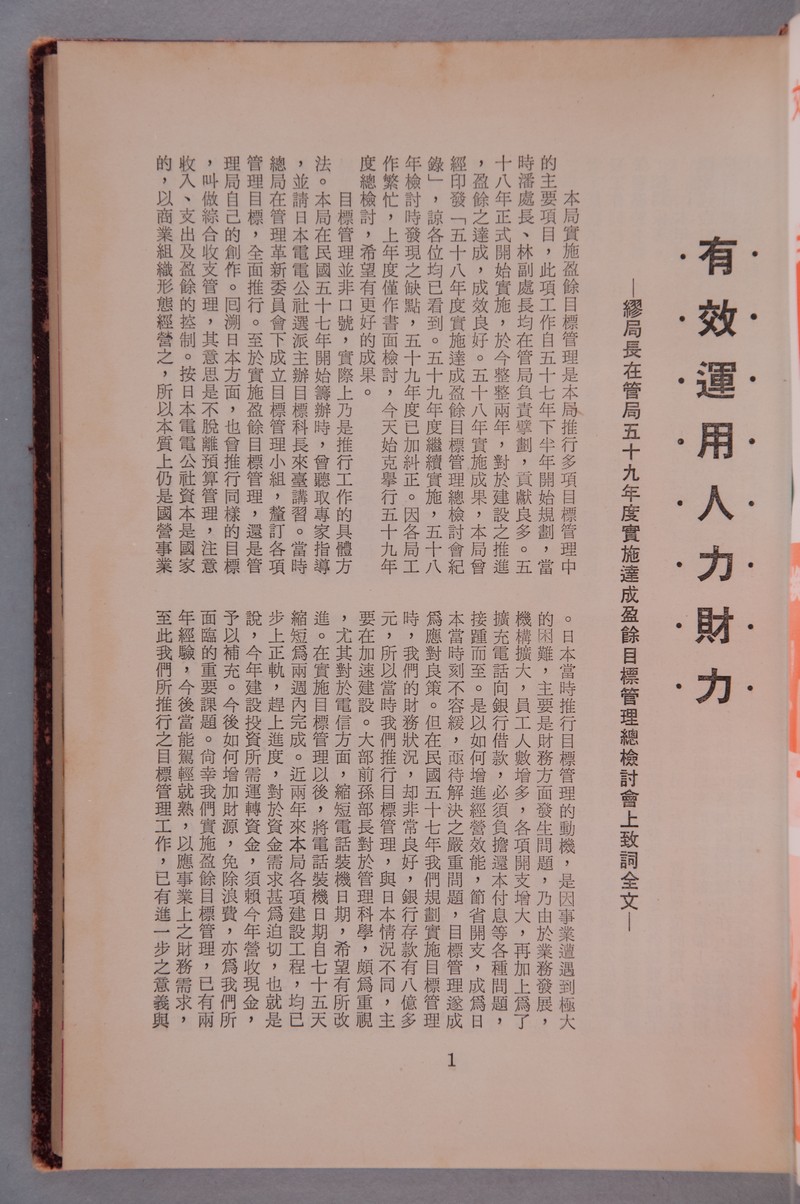 有效運用人力財力
—繆局長在管局五十九年度實施達成盈餘目標管理總檢討會上致詞全文—
本局實施盈餘目標管理是本局推行多項目標管理中
的主要項目，此項工作自五十七年下半年開始規劃，當
時潘處長、林副處長均在管局負責擘劃，貢獻良多。五
十八年正式開始實施，於今整整兩年，對於建設之推進
，盈餘之達成，成效良好。五十八年實施成果，本局曾
經印發「五十八年度實施達成盈餘目標管理總檢討會紀
錄」，諒各位均已看到。五十九年度繼續實施，五十八
年檢討時發現之缺點，五十九年度已加糾正。因各局工
作繁忙，上年度僅作書面檢討，今天始克舉行五十九年
度總檢討，希望有更好的成果。
目標管理並非口號，實際上乃是推行工作的具體方
法。本局在民國五十七年開始籌辦時，曾聽取專家指導
，並請日本電電公社選派主辦目標科長來臺講習。當時
總局在管理革新委員會下成立目標管理小組，釐訂各項
管理目標，全面推行。至於實施盈餘目標管理，還是管
理局自己的創作。囘溯日本方面，也曾推行同樣的目標
，叫做綜合收支管理，其意思是不脫離預算管理，注意
收入、支出及盈餘的控制。按日本電電公社資本是國家
的，以商業組織形態經營之，所以本質上仍是國營事業
。日本當時推行目標管理的動機，是因事業遭遇到極大
的困難，主要是財務方面發生問題，乃由於業務發展，
機構擴大，員工人數增多，各項開支增大，再加上爲了
擴充電話向銀行借款，必須負擔還本付息等各種問題，
接踵而至。是以如何增進經營效能，節省開支，成爲日
本當時刻不容緩，亟待解決之嚴重問題，目標管理遂成
爲應對良策。但在民國五十七年我們規劃實施目標管理
時，我們的財務狀況，却非常良好，銀行存款有八億多
元，所以當時我們推行目標管理，與日本情況不同，主
要在加速建設。大部前孫部長對於管理科學，頗爲重視
，尤其對於電信方面，縮短電話裝機日期，希望有所改
進。在實施目標管理以後，將電話裝機日期自七十五天
縮短爲兩週內完成。近兩年來本局各項建設工程，均已
步上正軌，趕上進度，對於資金需求甚爲迫切，也就是
說，今年建設投資所需運轉資金，須賴今年營收現金，
予以補充。今後如何增加財源，免除浪費，亦爲我們所
面臨的重要課題。尙幸我們實施盈餘目標管理，已有兩
年經驗，今後當能駕輕就熟，以應事業上之財務需求，
至此我們所推行之目標管理工作，已有進一步之意義與
1